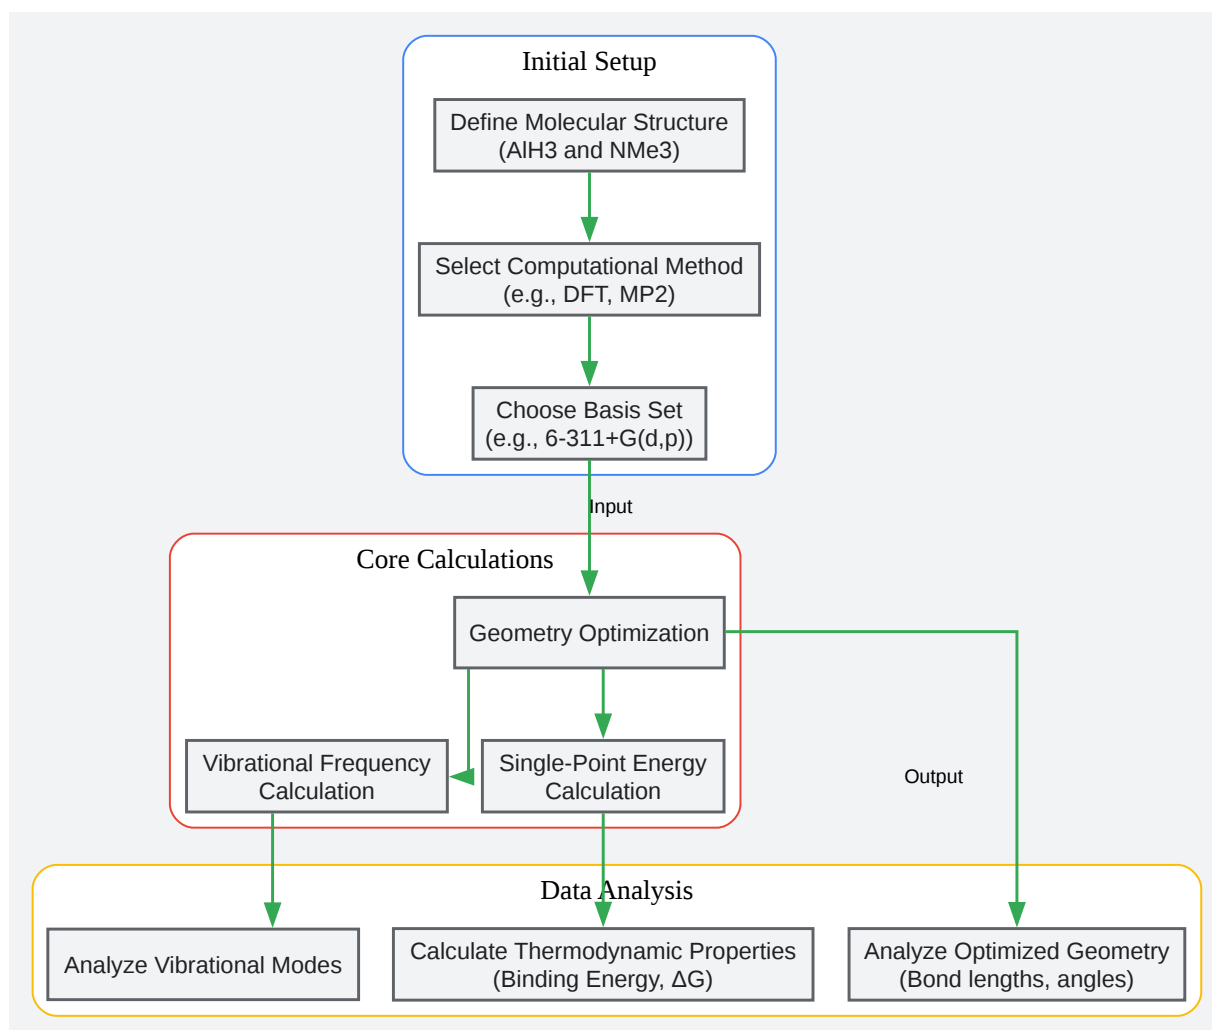 Initial Setup
Define Molecular Structure
(AlH3 and NMe3)
Select Computational Method
(e.g., DFT, MP2)
Choose Basis Set
(e.g., 6-311+G(d,p))
Input
Core Calculations
Geometry Optimization
Vibrational Frequency
Calculation
Single-Point Energy
Calculation
Output
Data Analysis
Analyze Vibrational Modes
Calculate Thermodynamic Properties
(Binding Energy, ΔG)
Analyze Optimized Geometry
(Bond lengths, angles)